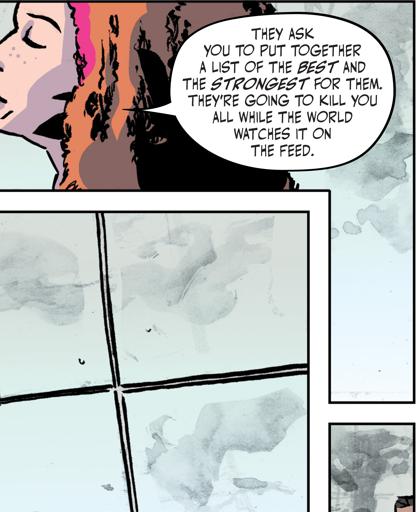 THEY ASK
YOU TO PUT TOGETHER
A LIST OF THE BEST AND
THE STRONGEST FOR THEM.
THEY'RE GOING TO KILL YOU
ALL WHILE THE WORLD
WATCHES IT ON
THE FEED.